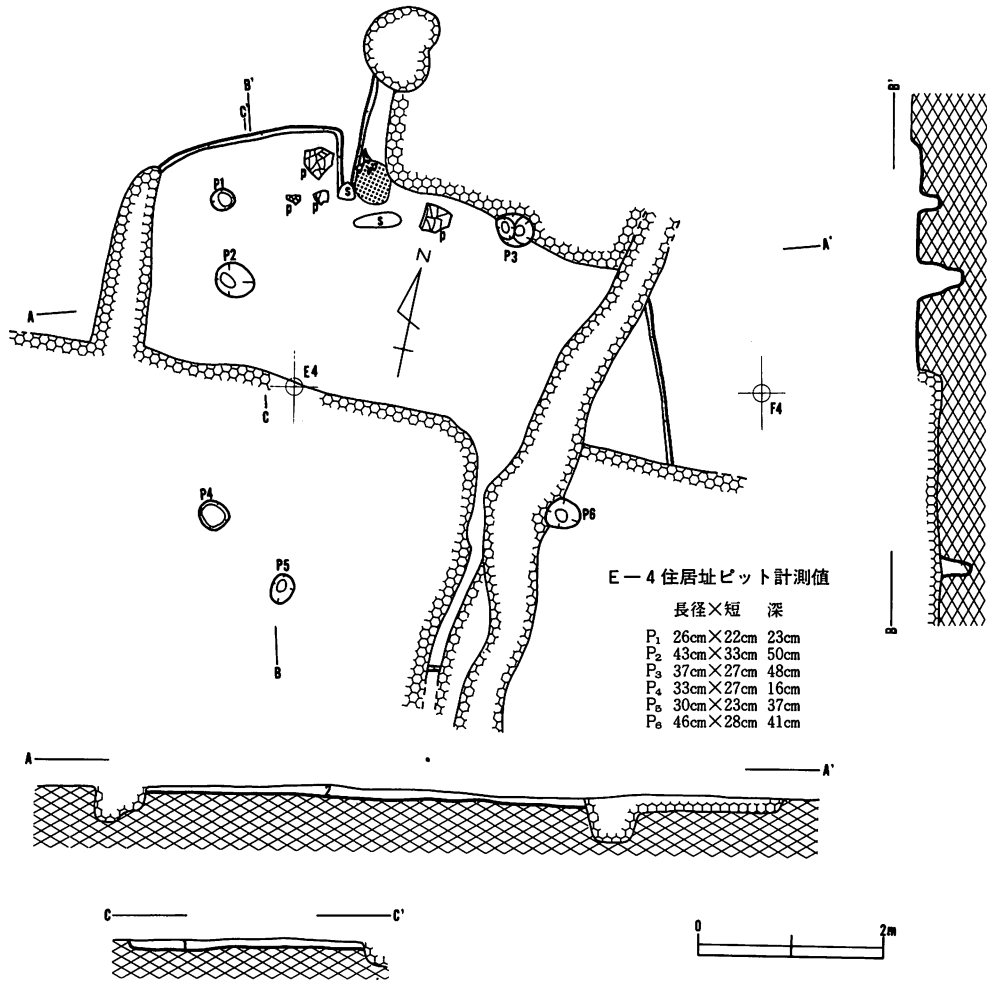 B'
C'
P1
P
P
P
S
S
P
P2
P3
N
A
A'
E4
C
F4
P4
P6
P5
B
B'
B
E－4 住居址ピット計測値
長径×短 深
P₁ 26cm×22cm 23cm
P₂ 43cm×33cm 50cm
P₃ 37cm×27cm 48cm
P₄ 33cm×27cm 16cm
P₅ 30cm×23cm 37cm
P₆ 46cm×28cm 41cm
A
A'
2
C
C'
0
2m